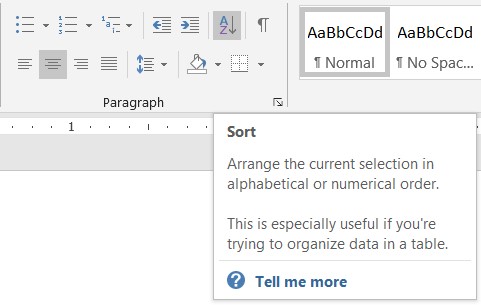 AaBbCcDd AaBbCcDd
¶ Normal ¶ No Spac...
Paragraph
1
Sort
Arrange the current selection in
alphabetical or numerical order.
This is especially useful if you're
trying to organize data in a table.
Tell me more